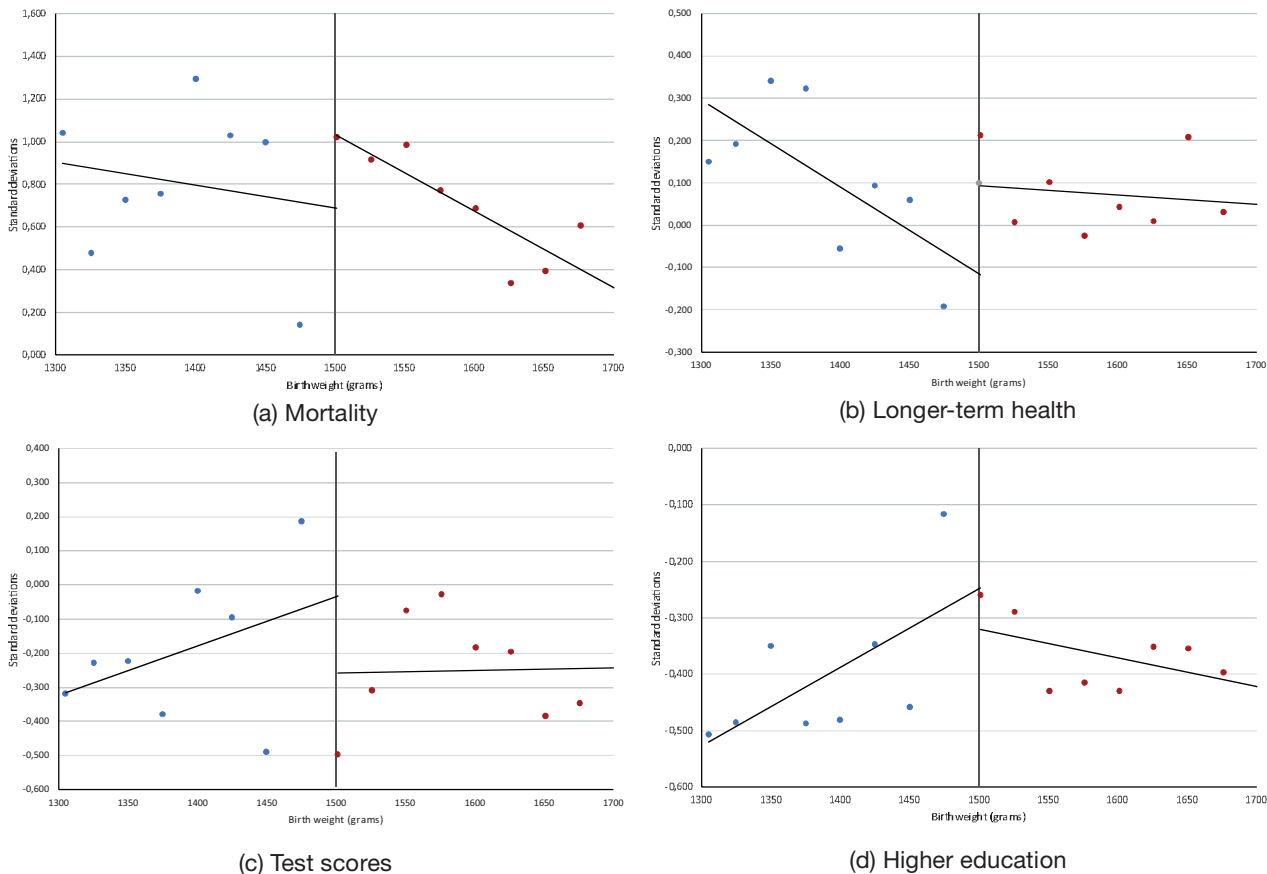 1,600
1,400
1,200
1,000
0,800
0,600
0,400
0,200
0,000
Standard deviations
1300 1350 1400 1450 1500 1550 1600 1650 1700
Birth weight (grams)
(a) Mortality
0,500
0,400
0,300
0,200
0,100
0,000
-0,100
-0,200
-0,300
Standard deviations
1300 1350 1400 1450 1500 1550 1600 1650 1700
Birth weight (grams)
(b) Longer-term health
0,400
0,300
0,200
0,100
0,000
-0,100
-0,200
-0,300
-0,400
-0,500
-0,600
Standard deviations
1300 1350 1400 1450 1500 1550 1600 1650 1700
Birth weight (grams)
(c) Test scores
0,000
-0,100
-0,200
-0,300
-0,400
-0,500
-0,600
Standard deviations
1300 1350 1400 1450 1500 1550 1600 1650 1700
Birth weight (grams)
(d) Higher education